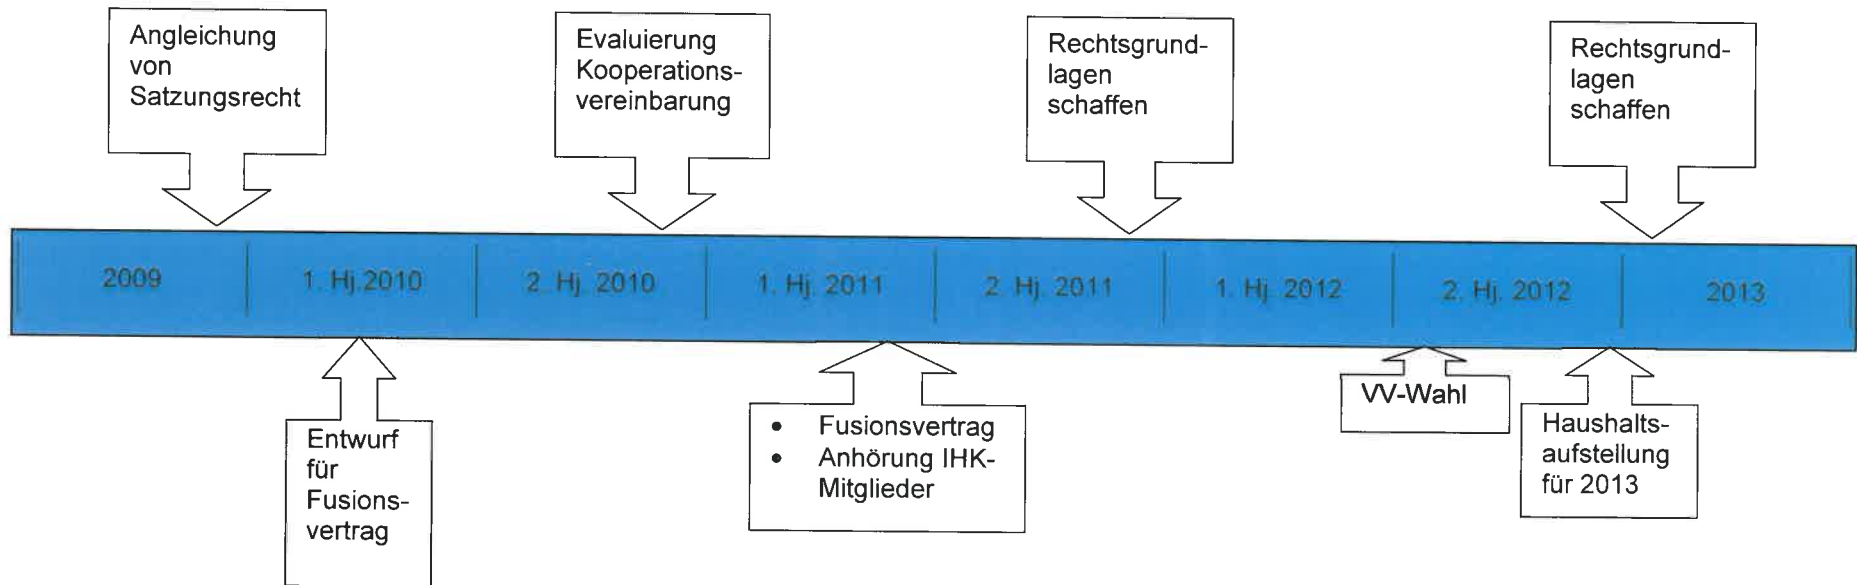 Angleichung
von
Satzungsrecht
Evaluierung
Kooperations-
vereinbarung
Rechtsgrund-
lagen
schaffen
Rechtsgrund-
lagen
schaffen
2009
1. Hj.2010
2. Hj. 2010
1. Hj. 2011
2. Hj. 2011
1. Hj. 2012
2. Hj. 2012
2013
Entwurf
für
Fusions-
vertrag
• Fusionsvertrag
• Anhörung IHK-
Mitglieder
VV-Wahl
Haushalts-
aufstellung
für 2013